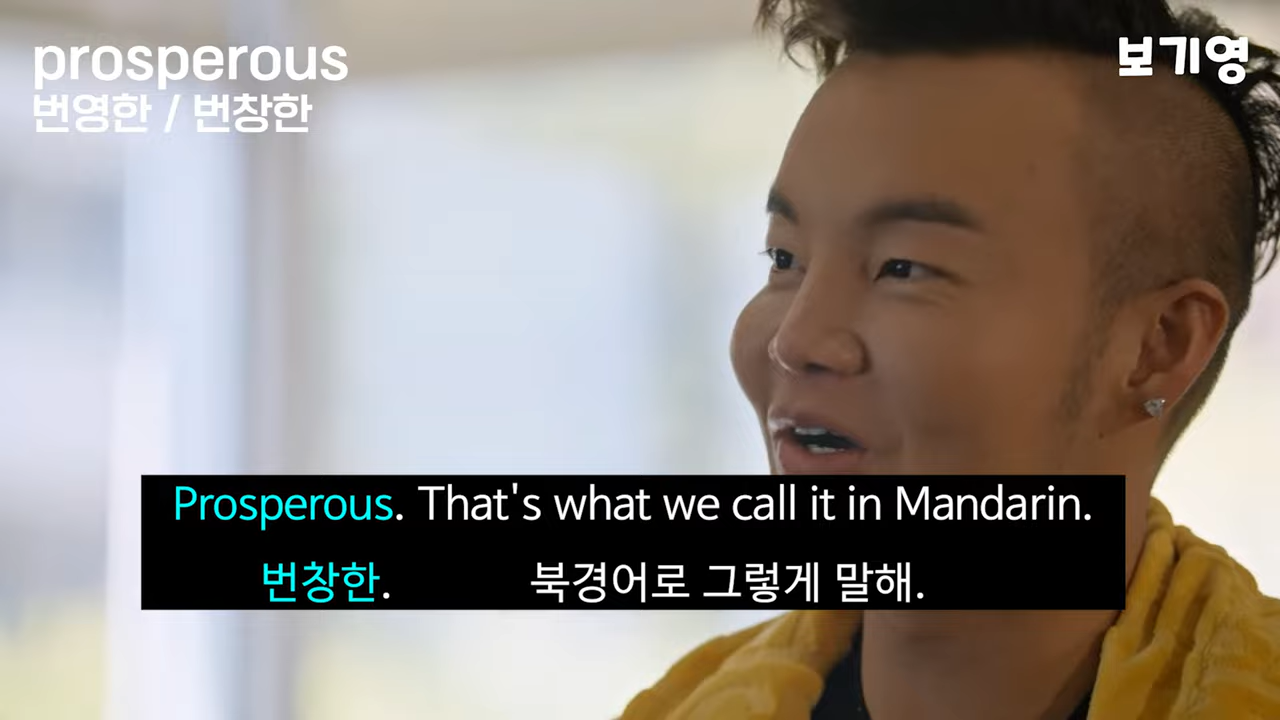 prosperous
번영한 / 번창한
보기영
Prosperous. That's what we call it in Mandarin.
번창한. 북경어로 그렇게 말해.